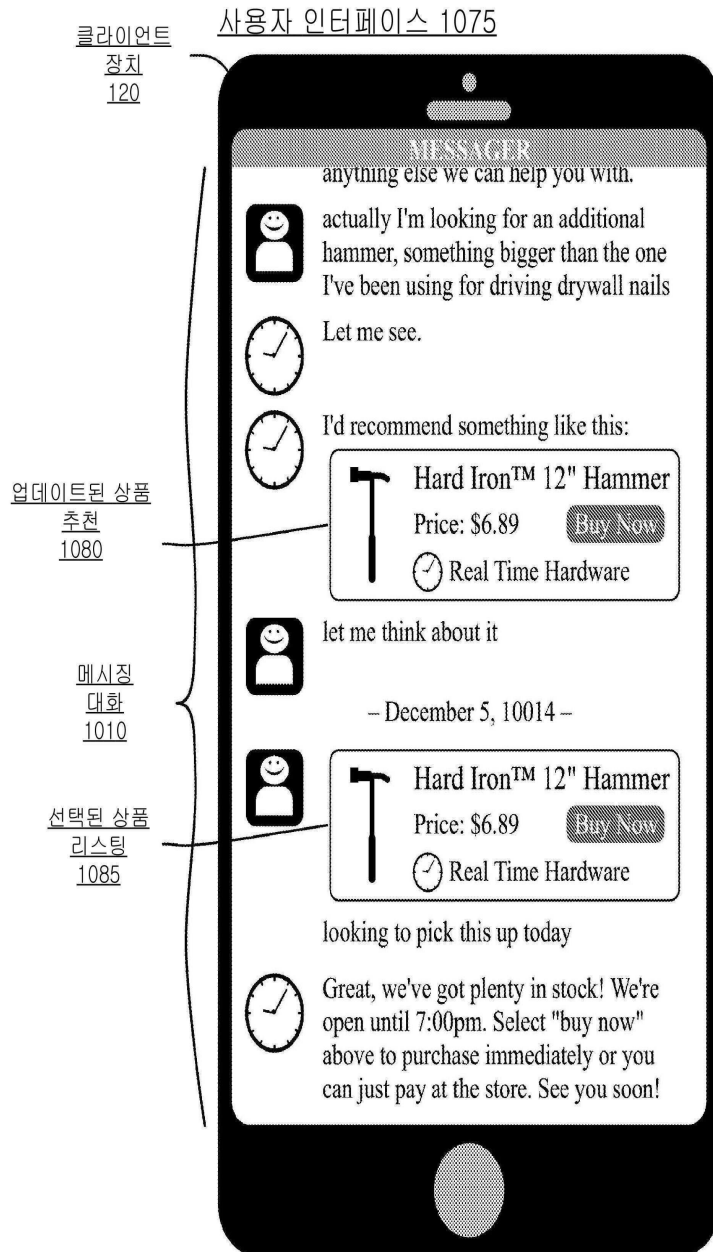 사용자 인터페이스 1075
클라이언트
장치
120
MESSAGER
anything else we can help you with.
actually I'm looking for an additional
hammer, something bigger than the one
I've been using for driving drywall nails
Let me see.
I'd recommend something like this:
업데이트된 상품
추천
1080
Hard Iron™ 12" Hammer
Price: $6.89
Buy Now
Real Time Hardware
let me think about it
메시징
대화
1010
– December 5, 10014 –
선택된 상품
리스팅
1085
Hard Iron™ 12" Hammer
Price: $6.89
Buy Now
Real Time Hardware
looking to pick this up today
Great, we've got plenty in stock! We're
open until 7:00pm. Select "buy now"
above to purchase immediately or you
can just pay at the store. See you soon!